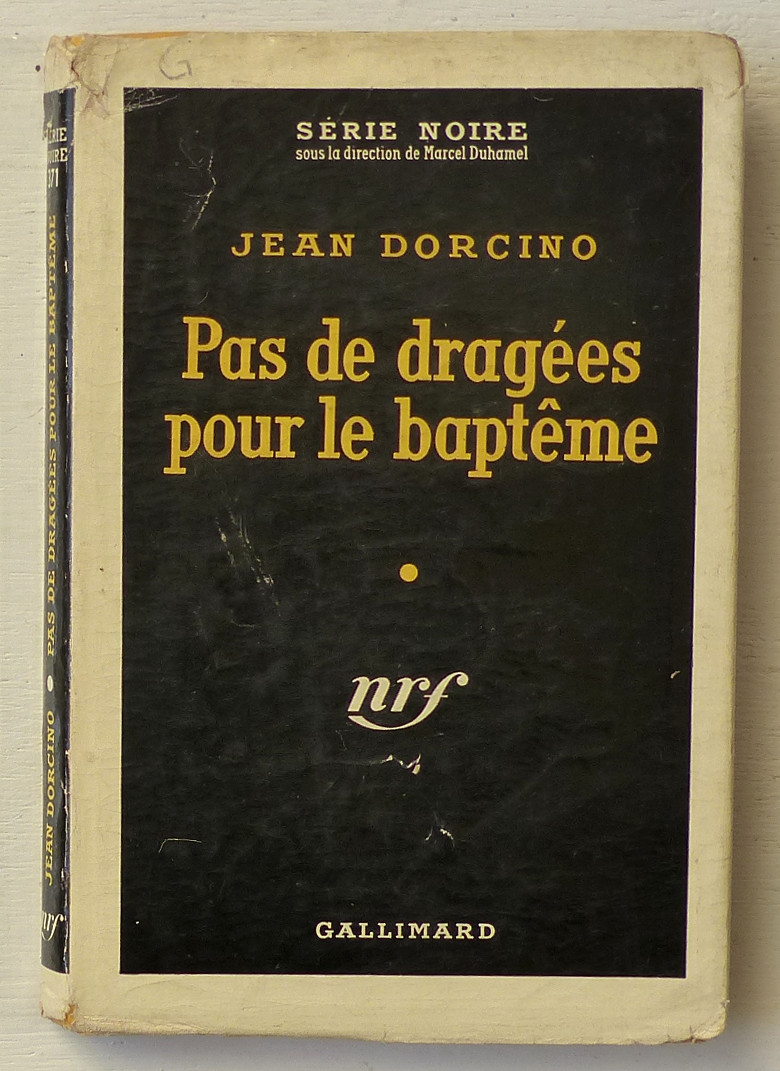 SÉRIE NOIRE
sous la direction de Marcel Duhamel
JEAN DORCINO
Pas de dragées
pour le baptême
nrf
GALLIMARD
JEAN DORCINO • PAS DE DRAGÉES POUR LE BAPTÊME
nrf
G